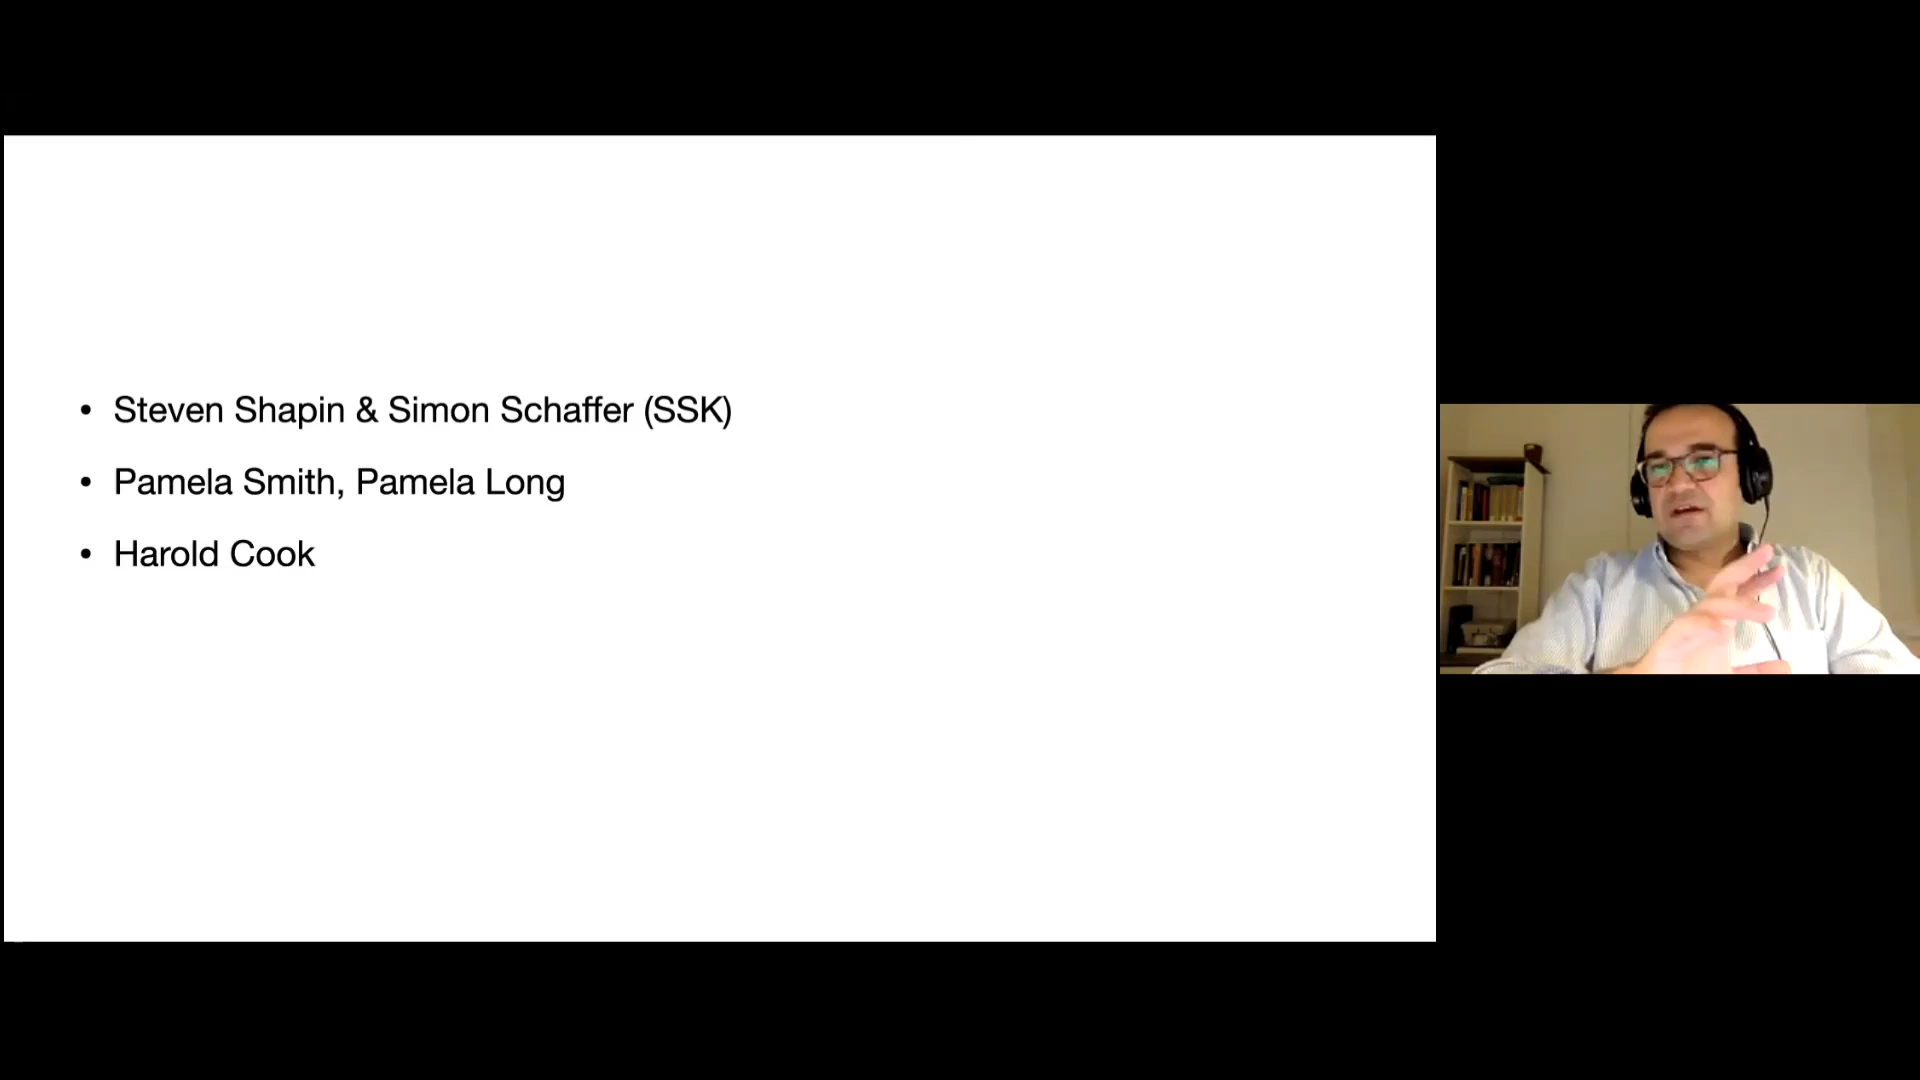 • Steven Shapin & Simon Schaffer (SSK)
• Pamela Smith, Pamela Long
• Harold Cook